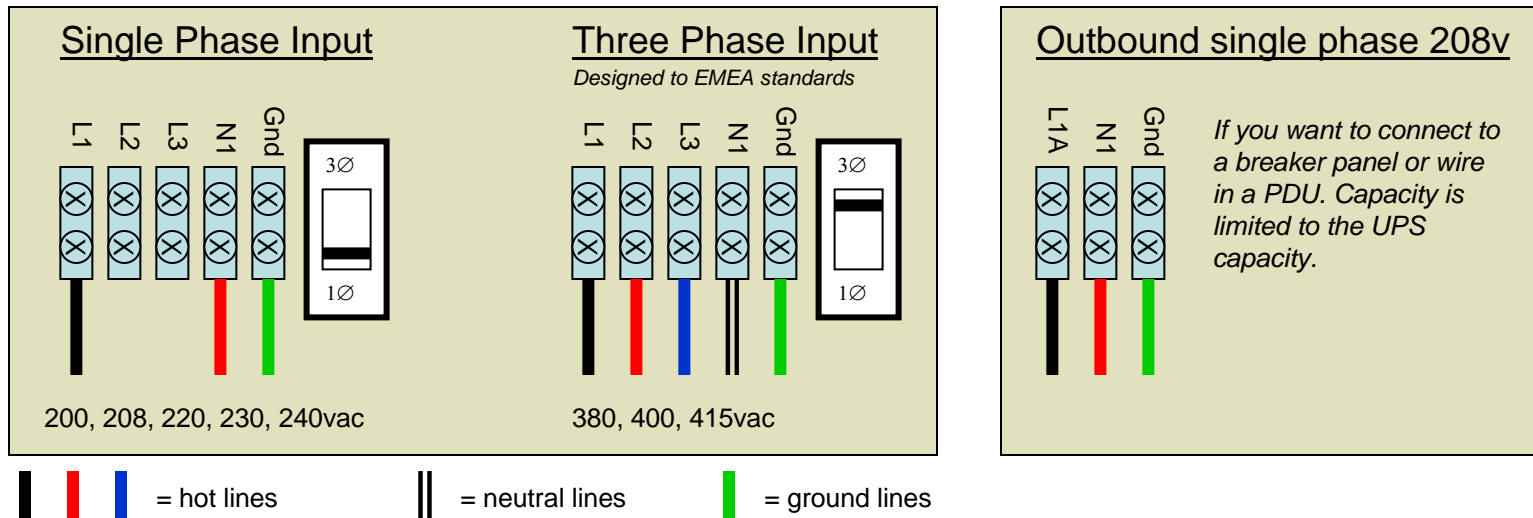 Single Phase Input
L1
L2
L3
N1
Gnd
3∅
1∅
200, 208, 220, 230, 240vac
Three Phase Input
Designed to EMEA standards
L1
L2
L3
N1
Gnd
3∅
1∅
380, 400, 415vac
Outbound single phase 208v
L1A
N1
Gnd
If you want to connect to
a breaker panel or wire
in a PDU. Capacity is
limited to the UPS
capacity.
= hot lines
= neutral lines
= ground lines